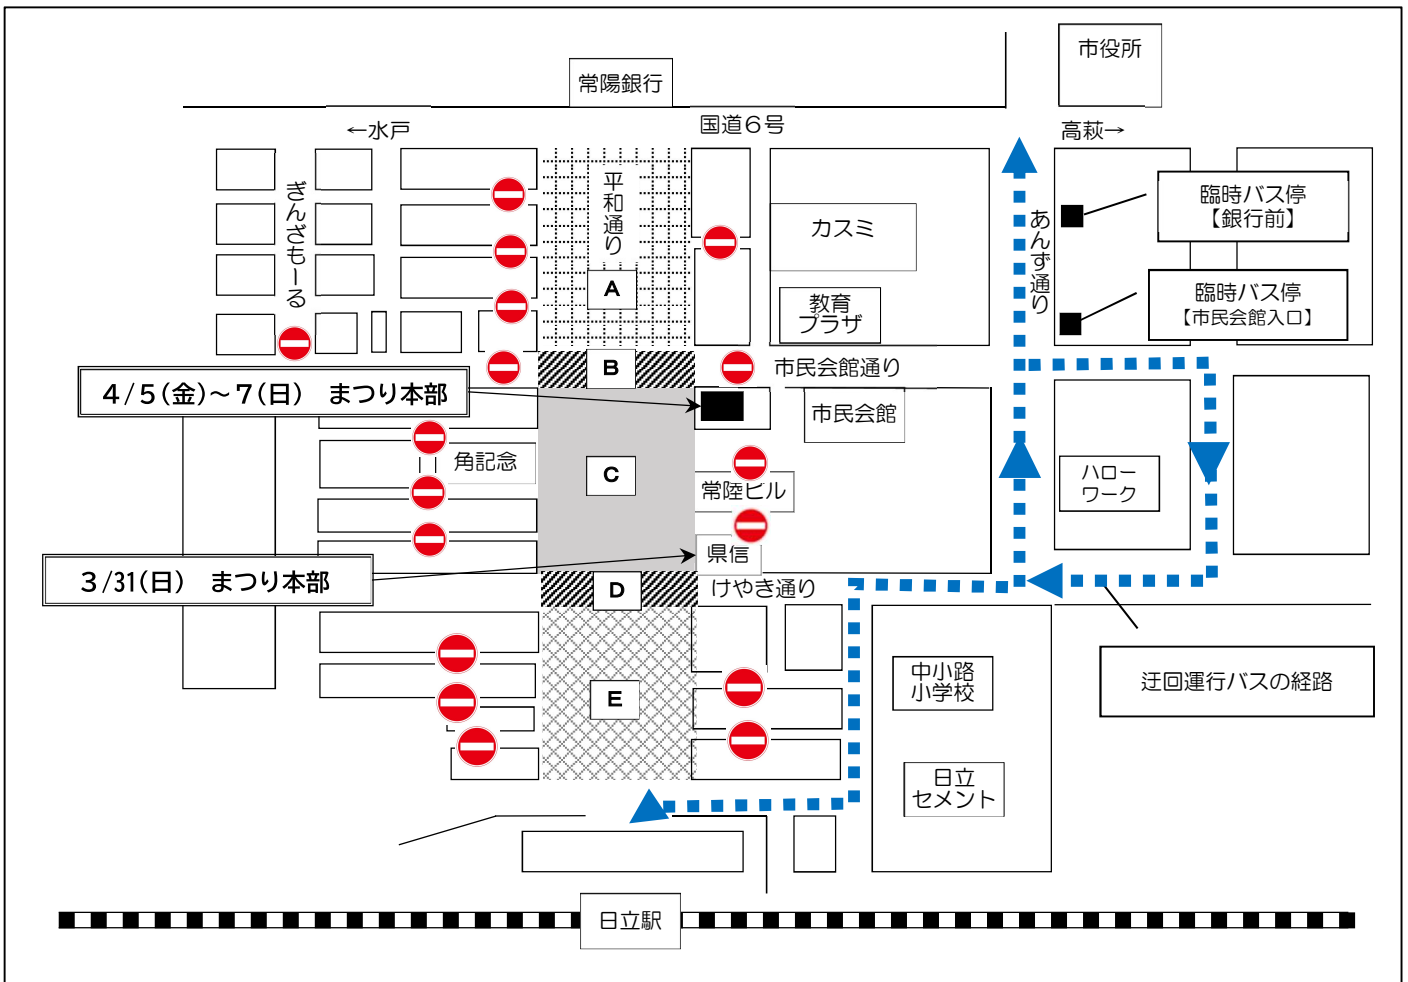 市役所
常陽銀行
←水戸
国道６号
高萩→
ぎんざもーる
平和通り
カスミ
あんず通り
臨時バス停
【銀行前】
A
教育
プラザ
臨時バス停
【市民会館入口】
B
市民会館通り
４/５(金)～７(日)　まつり本部
市民会館
角記念
C
常陸ビル
ハロー
ワーク
県信
３/31(日)　まつり本部
D
けやき通り
E
中小路
小学校
迂回運行バスの経路
日立
セメント
日立駅